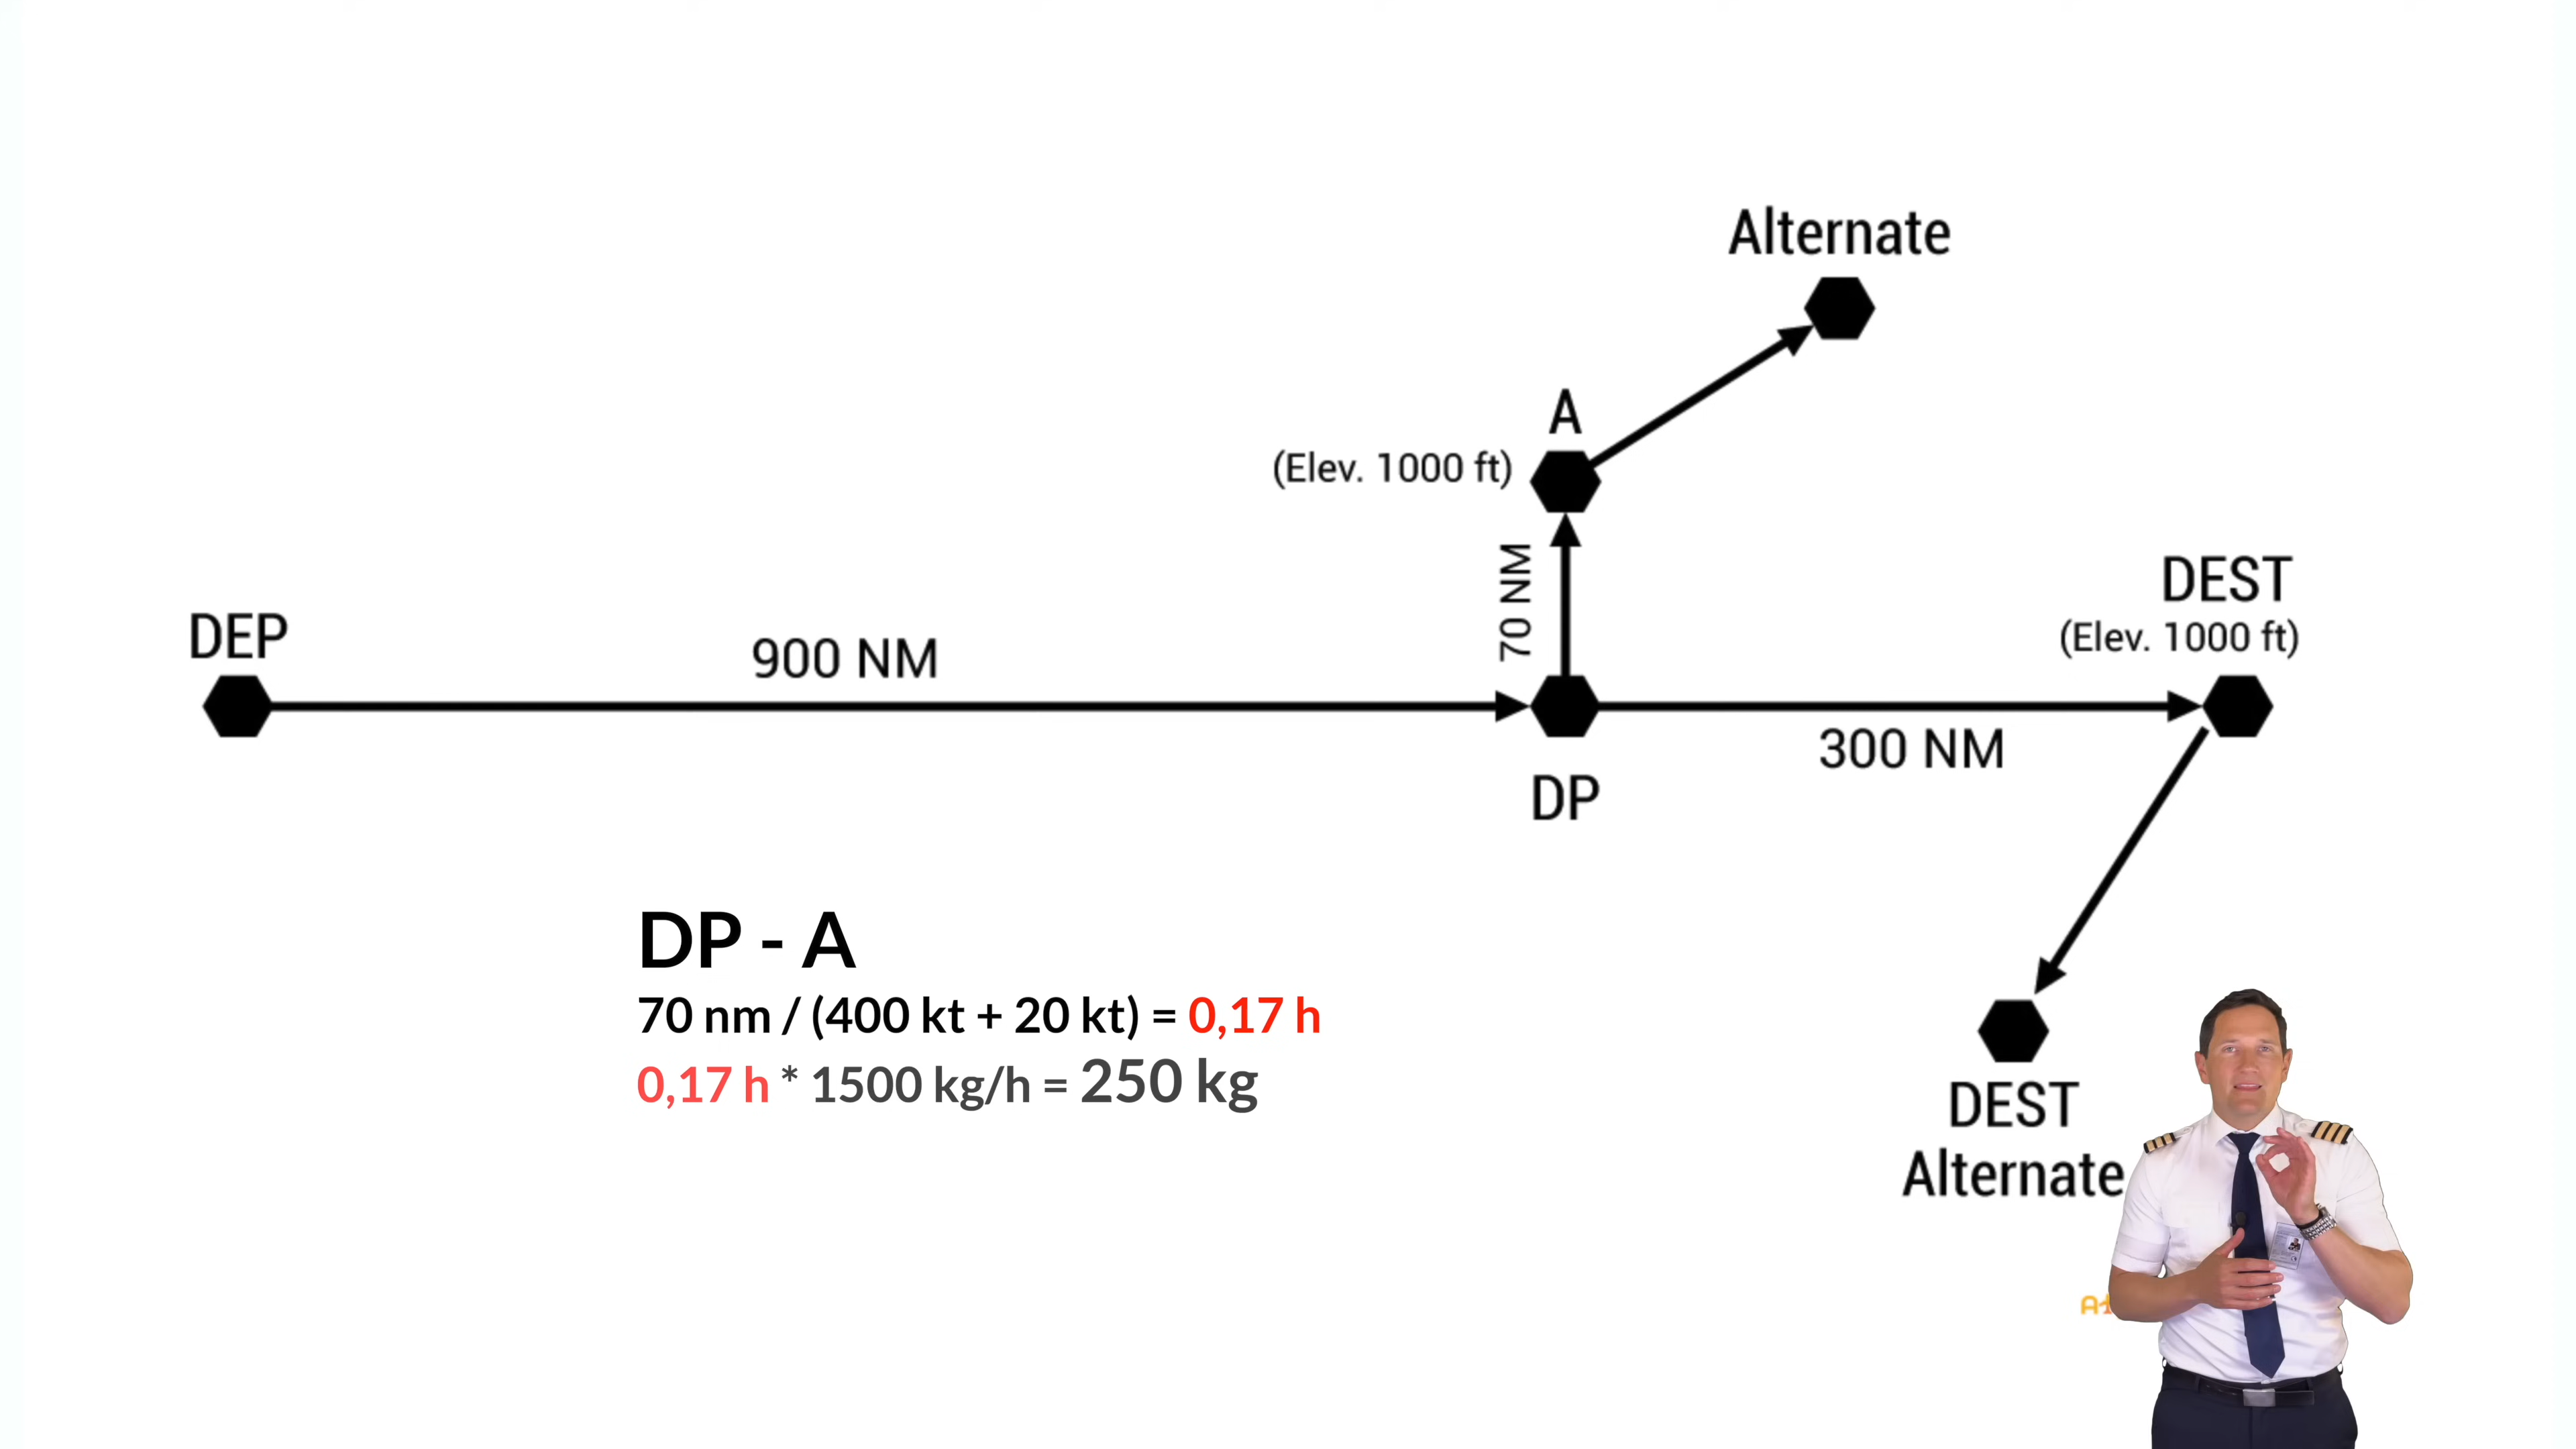 Alternate
A
(Elev. 1000 ft)
70 NM
DEST
(Elev. 1000 ft)
DEP
900 NM
300 NM
DP
DP - A
70 nm / (400 kt + 20 kt) = 0,17 h
0,17 h * 1500 kg/h = 250 kg
DEST
Alternate